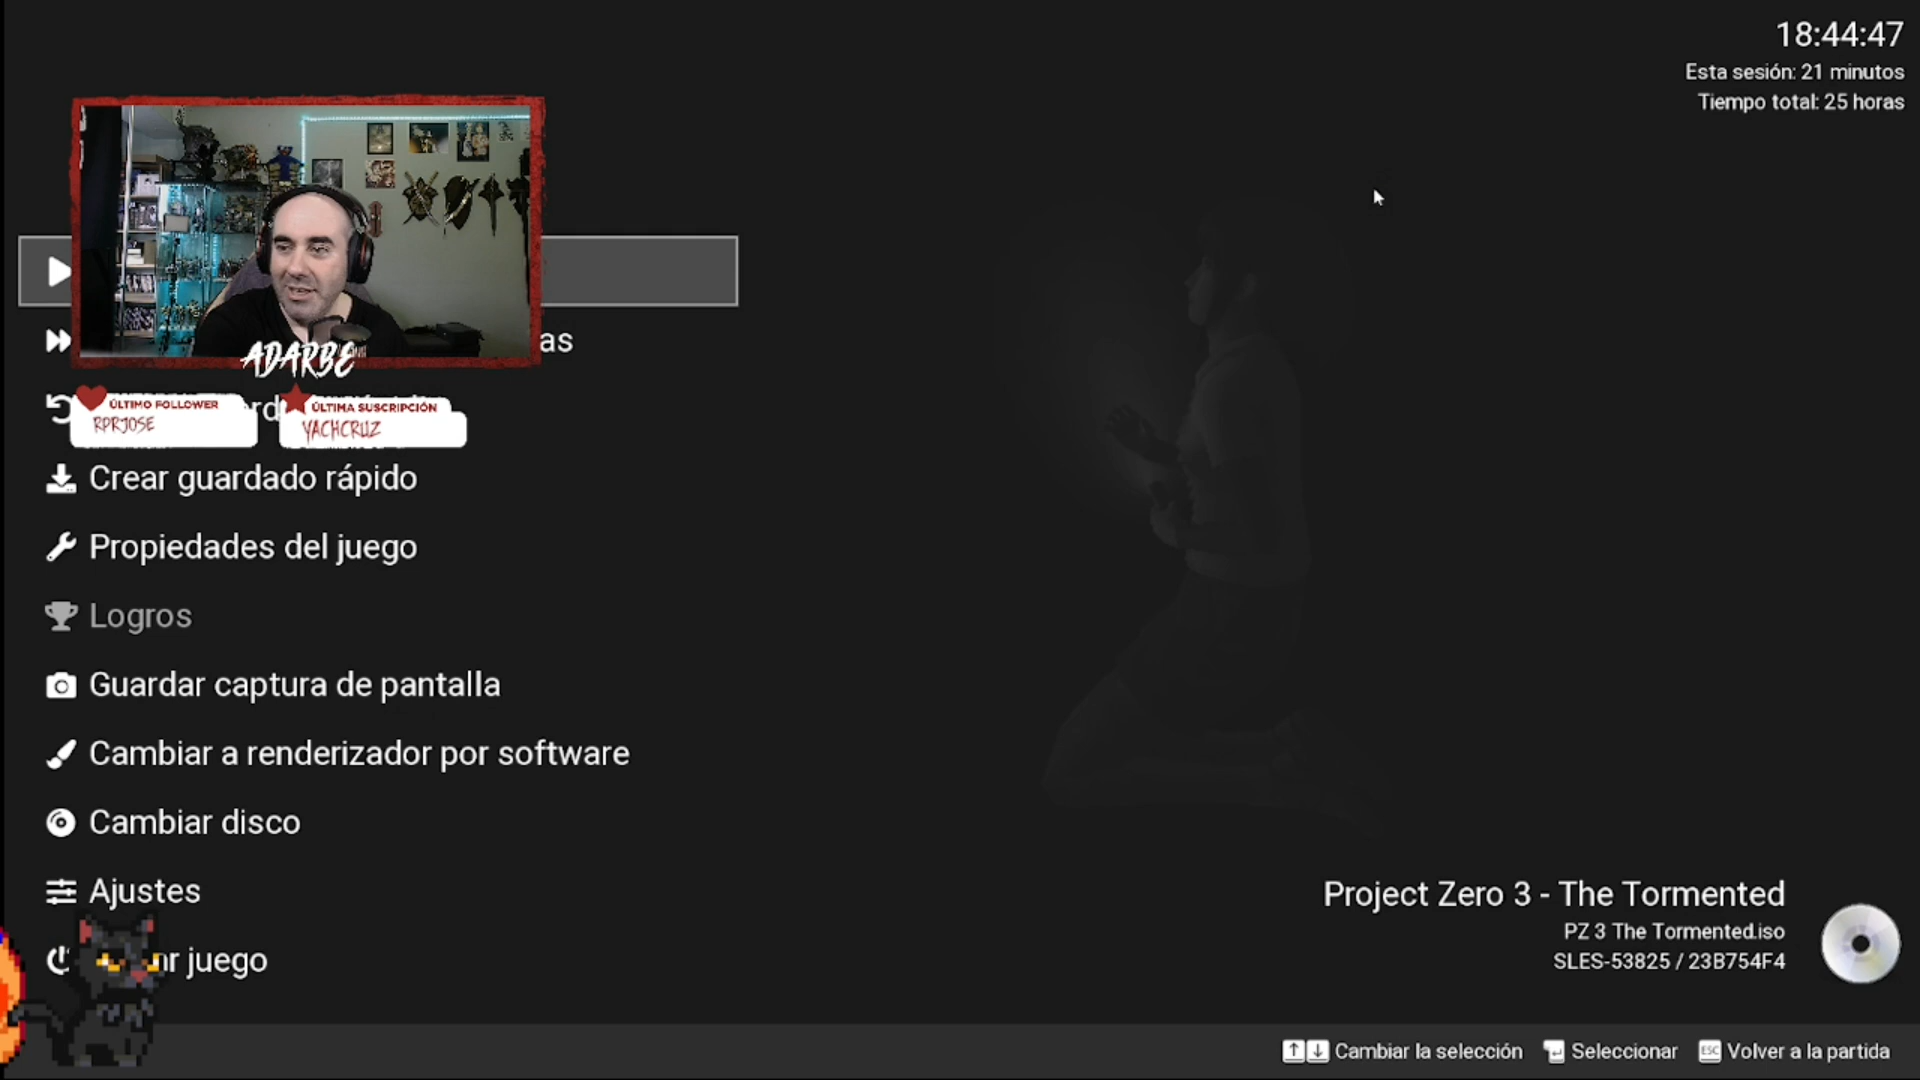 18:44:47
Esta sesión: 21 minutos
Tiempo total: 25 horas
as
ADARBE
ÚLTIMO FOLLOWER
RPRJOSE
ÚLTIMA SUSCRIPCIÓN
YACHCRUZ
Crear guardado rápido
Propiedades del juego
Logros
Guardar captura de pantalla
Cambiar a renderizador por software
Cambiar disco
Ajustes
ar juego
Project Zero 3 - The Tormented
PZ 3 The Tormented.iso
SLES-53825 / 23B754F4
Cambiar la selección
Seleccionar
ESC Volver a la partida